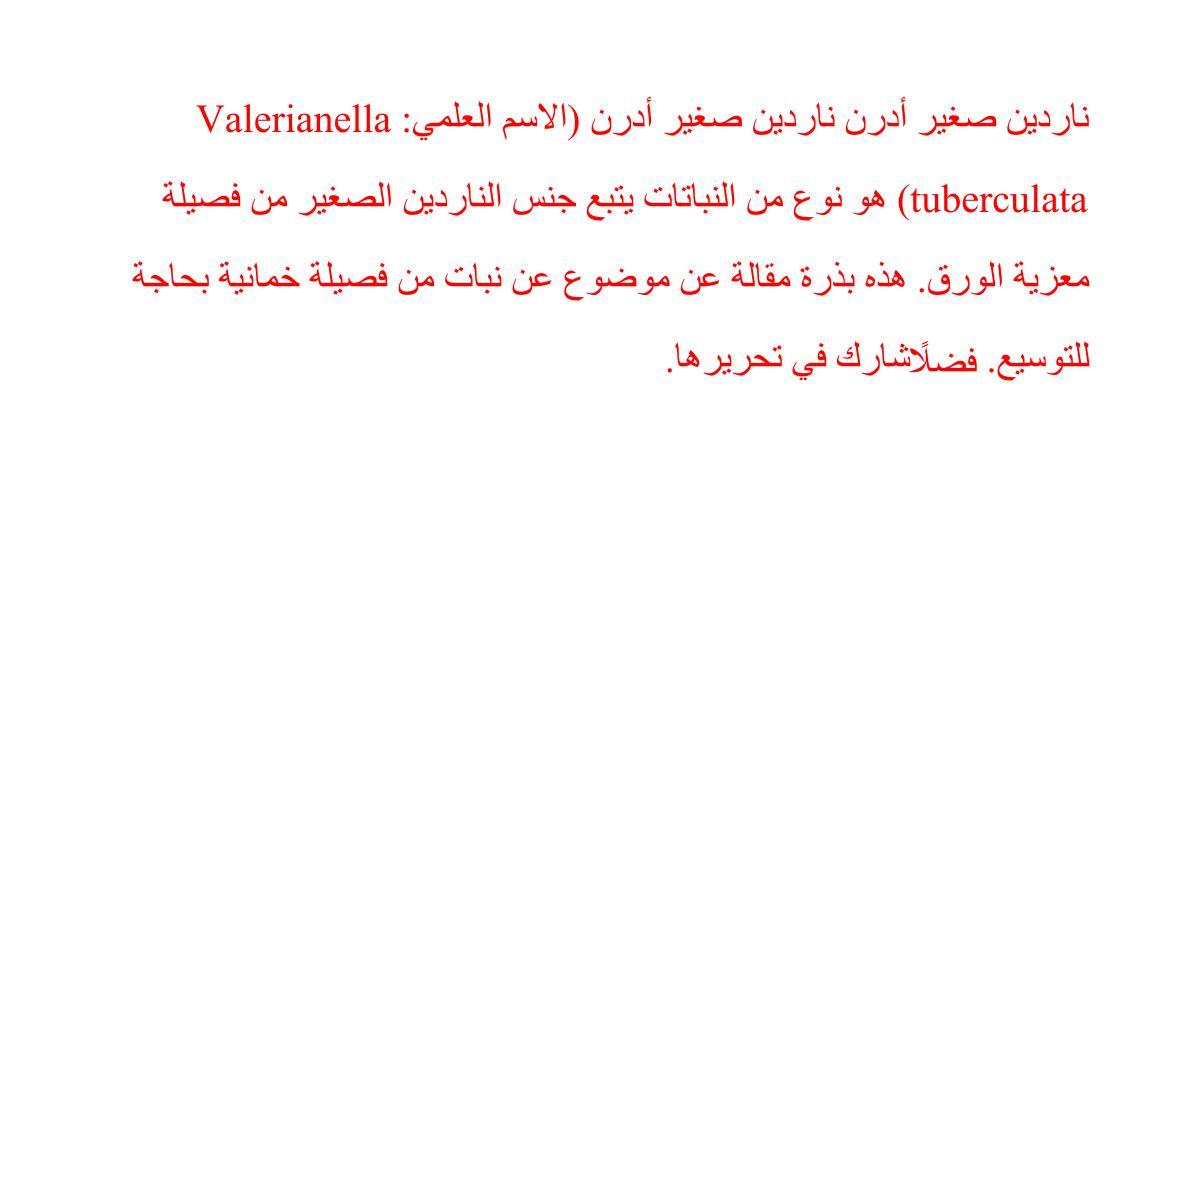 ناردين صغير أدرن ناردين صغير أدرن (الاسم العلمي: Valerianella
tuberculata) هو نوع من النباتات يتبع جنس الناردين الصغير من فصيلة
معزية الورق. هذه بذرة مقالة عن موضوع عن نبات من فصيلة خمانية بحاجة
للتوسيع. فضلًاشارك في تحريرها.